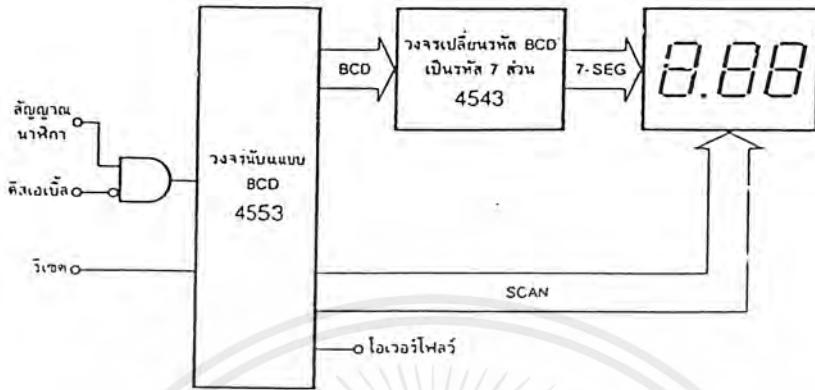 สัญญาณ
นาฬิกา
ดิสเอเบิ้ล
รีเซต
วงจรนับแบบ
BCD
4553
BCD
วงจรเปลี่ยนรหัส BCD
เป็นรหัส 7 ส่วน
4543
7-SEG
8.88
SCAN
โอเวอร์โฟลว์